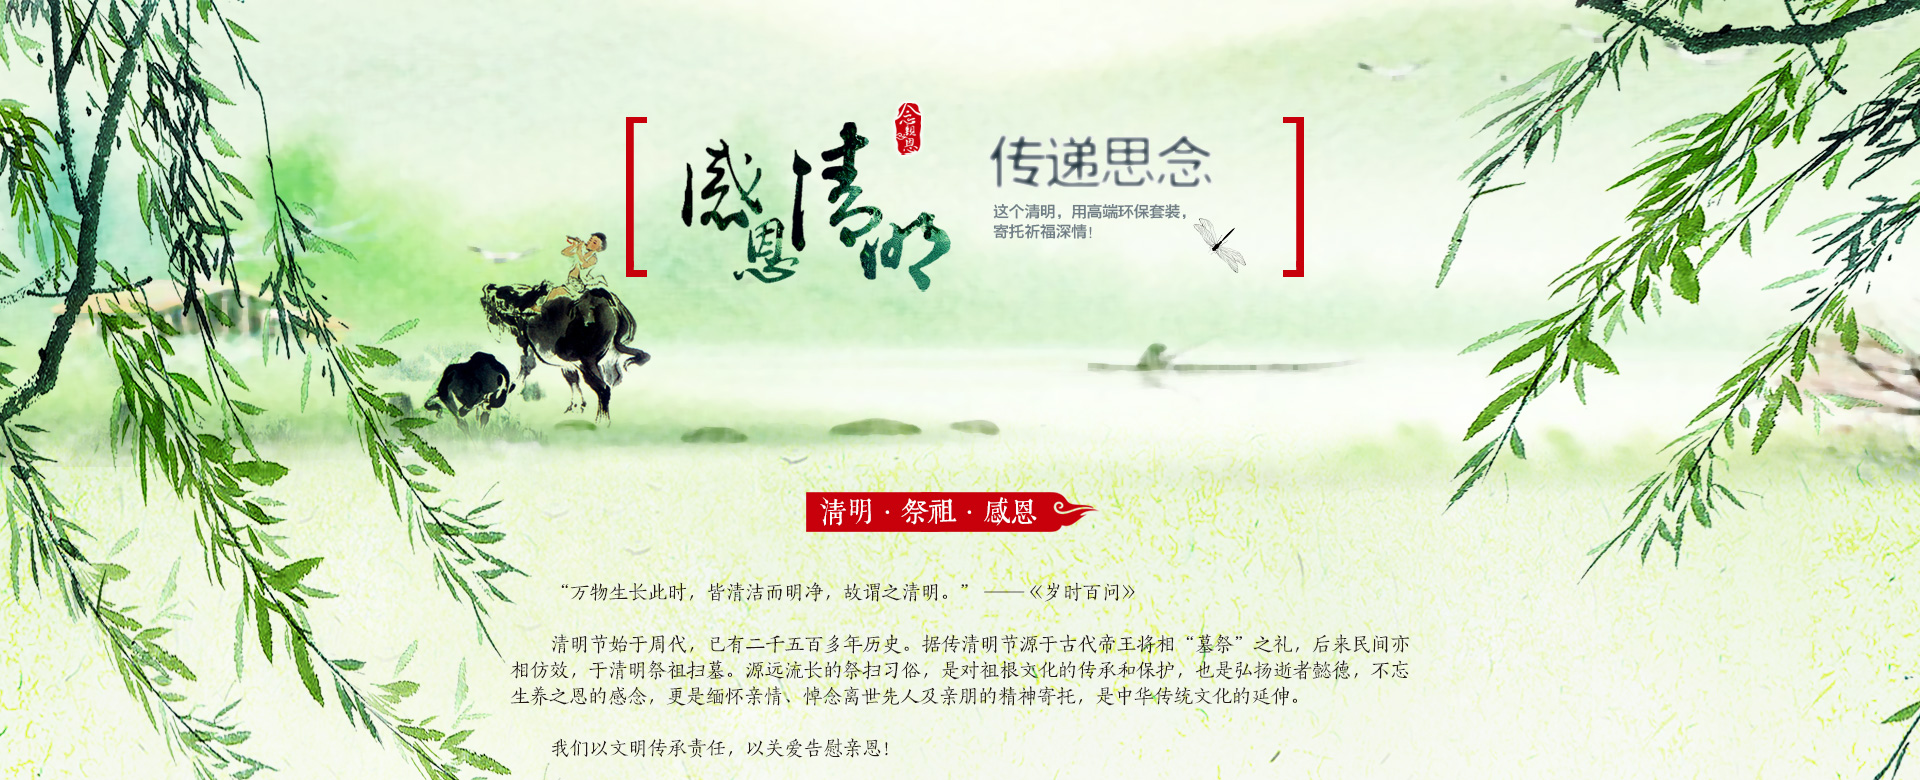 感恩清明
念想恩
传递思念
这个清明，用高端环保套装，
寄托祈福深情！
清明·祭祖·感恩
“万物生长此时，皆清洁而明净，故谓之清明。” ——《岁时百问》
清明节始于周代，已有二千五百多年历史。据传清明节源于古代帝王将相“墓祭”之礼，后来民间亦
相仿效，于清明祭祖扫墓。源远流长的祭扫习俗，是对祖根文化的传承和保护，也是弘扬逝者懿德，不忘
生养之恩的感念，更是缅怀亲情、悼念离世先人及亲朋的精神寄托，是中华传统文化的延伸。
我们以文明传承责任，以关爱告慰亲恩！